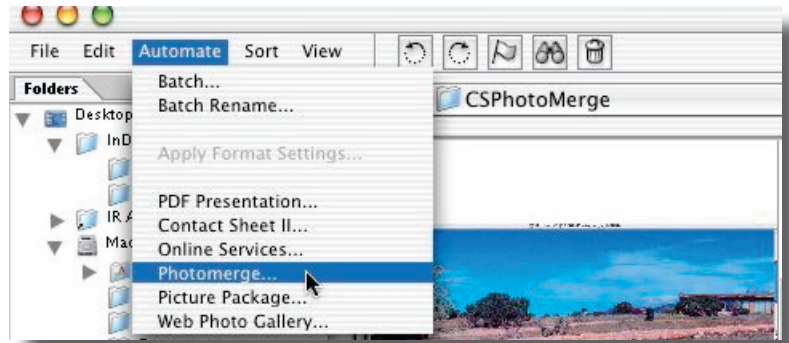 File Edit Automate Sort View
Folders
Desktop
InD
IR A
Mac
Batch...
Batch Rename...
Apply Format Settings...
PDF Presentation...
Contact Sheet II...
Online Services...
Photomerge...
Picture Package...
Web Photo Gallery...
CSPhotoMerge